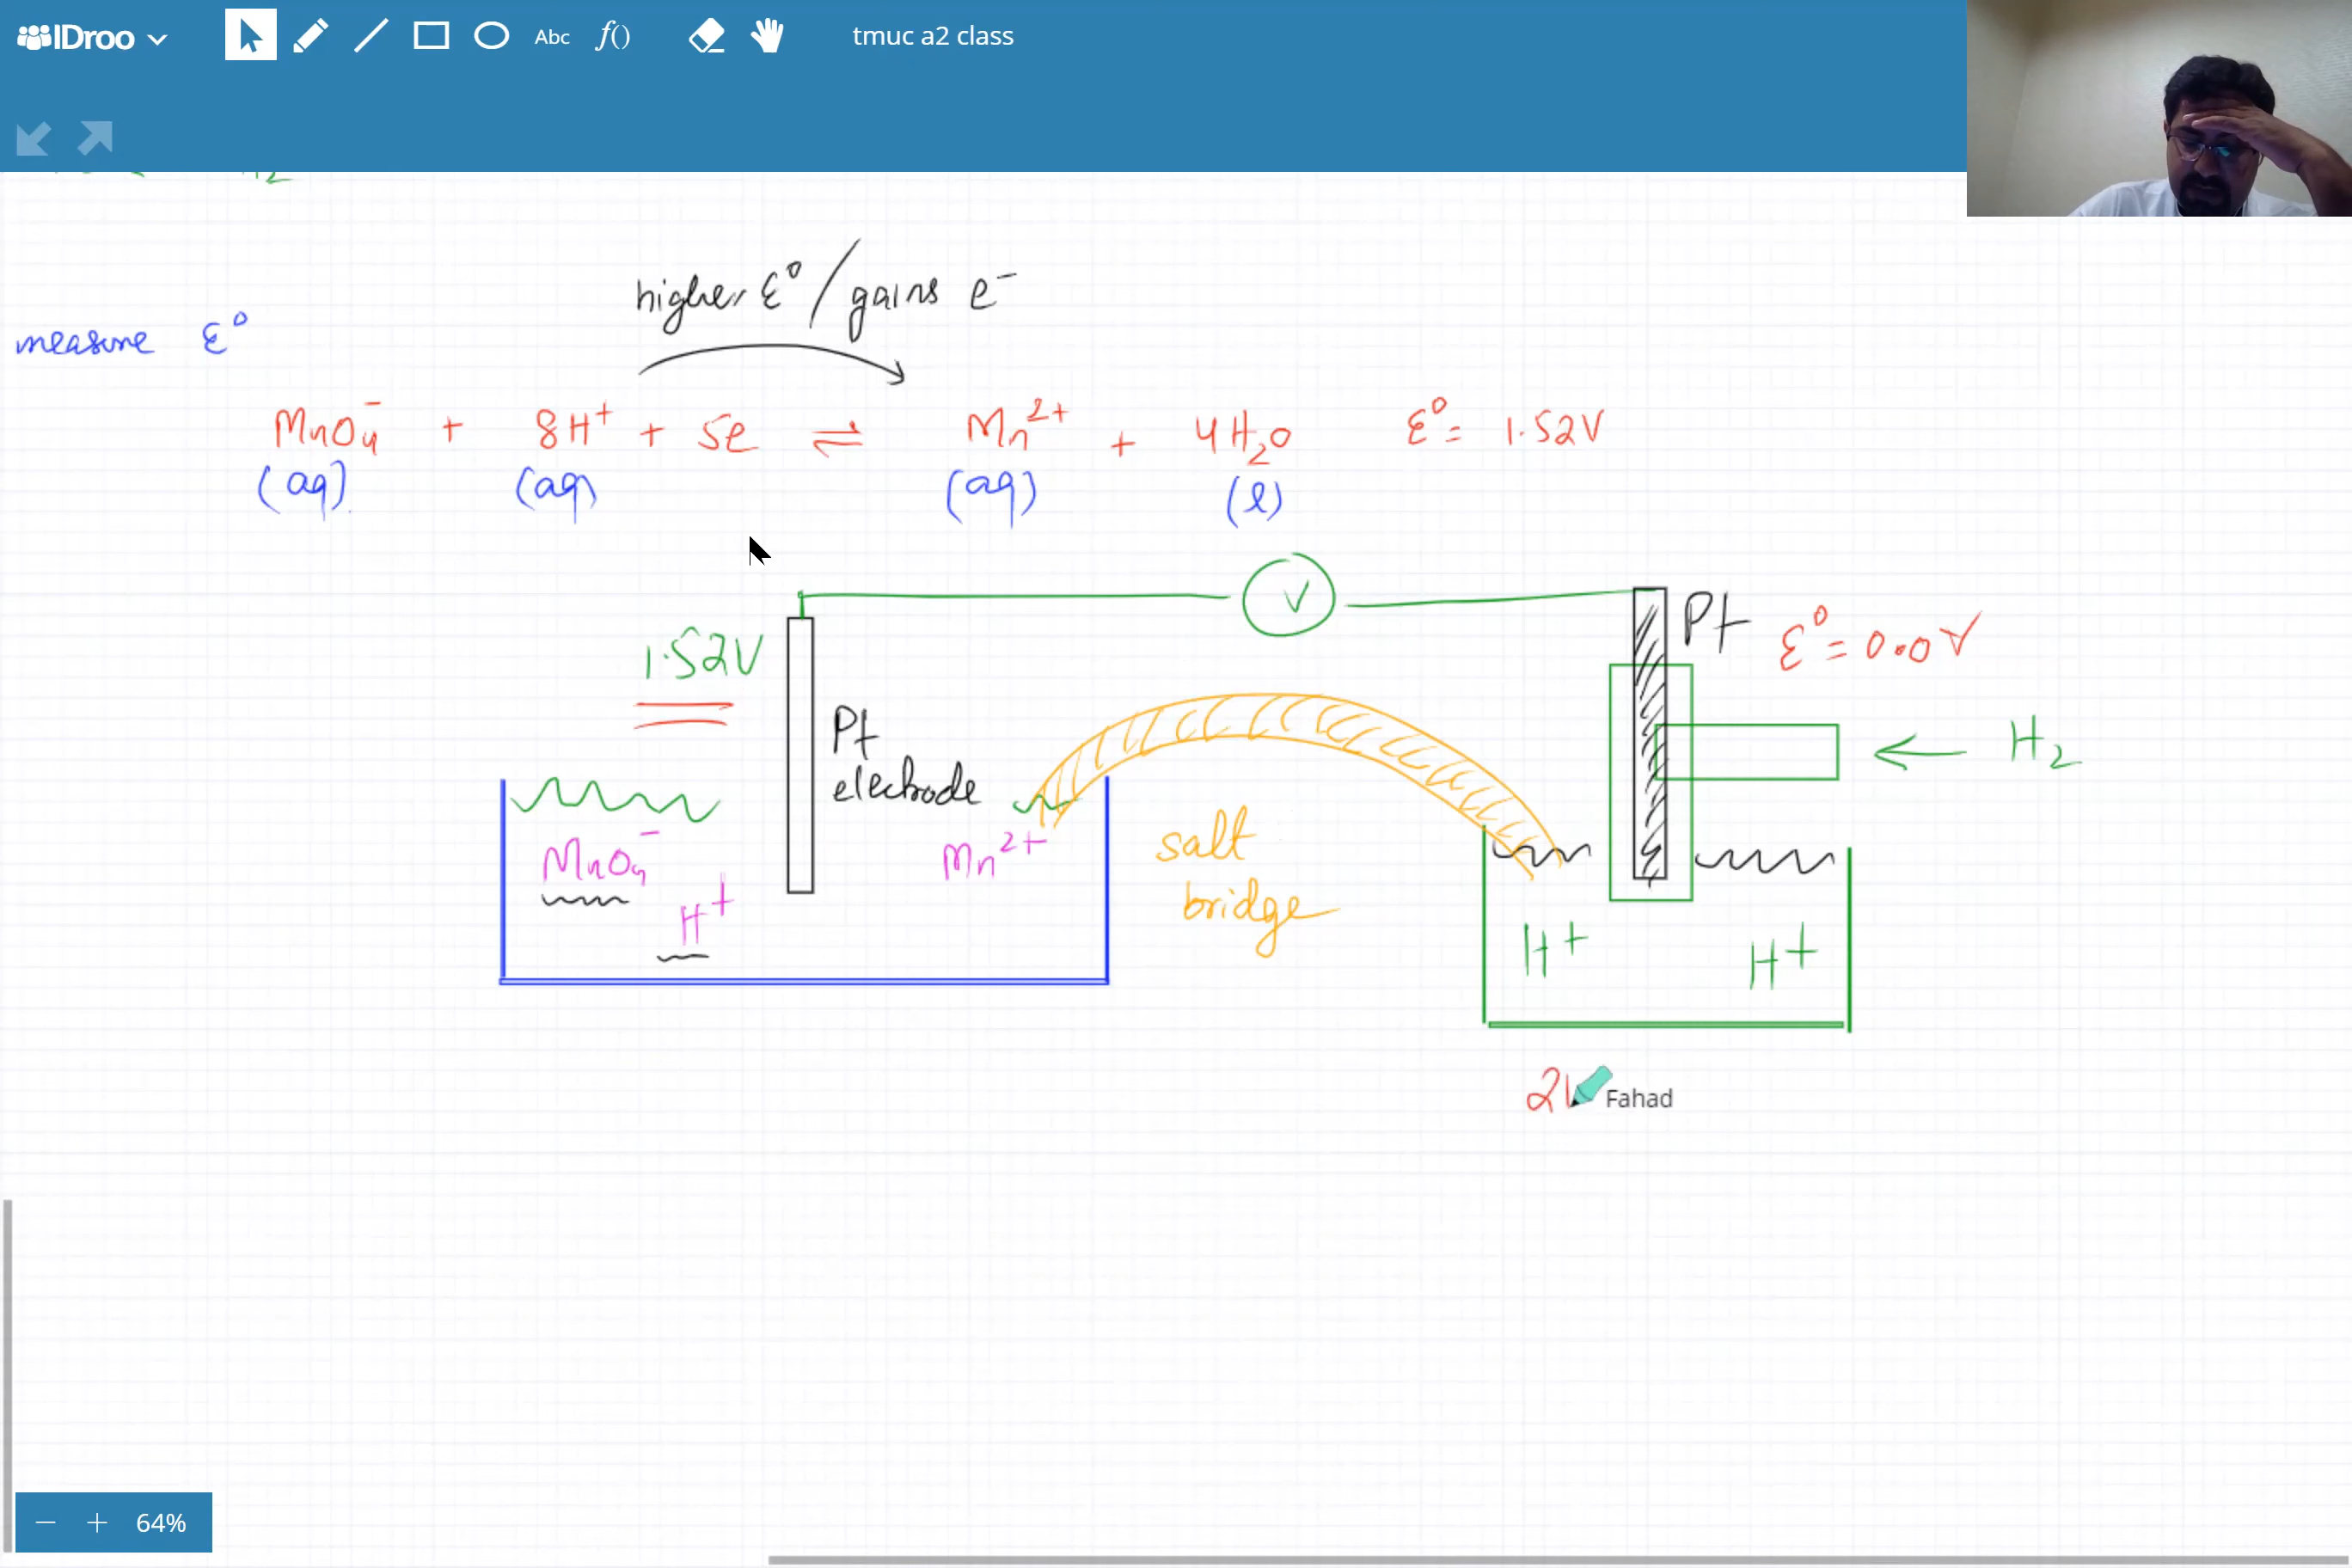 IDroo
Abc
f()
tmuc a2 class
H2
higher ε° / gains e⁻
measure ε°
MnO4⁻ + 8H⁺ + 5e ⇌ Mn²⁺ + 4H2O ε° = 1.52V
(aq) (aq) (aq) (l)
V
Pt
ε° = 0.0V
1.52V
Pt
electrode
H2
MnO4⁻
H⁺
Mn²⁺
salt
bridge
H⁺ H⁺
Fahad
− + 64%